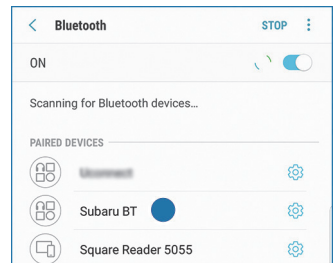 Bluetooth STOP
ON
Scanning for Bluetooth devices...
PAIRED DEVICES
Subaru BT
Square Reader 5055